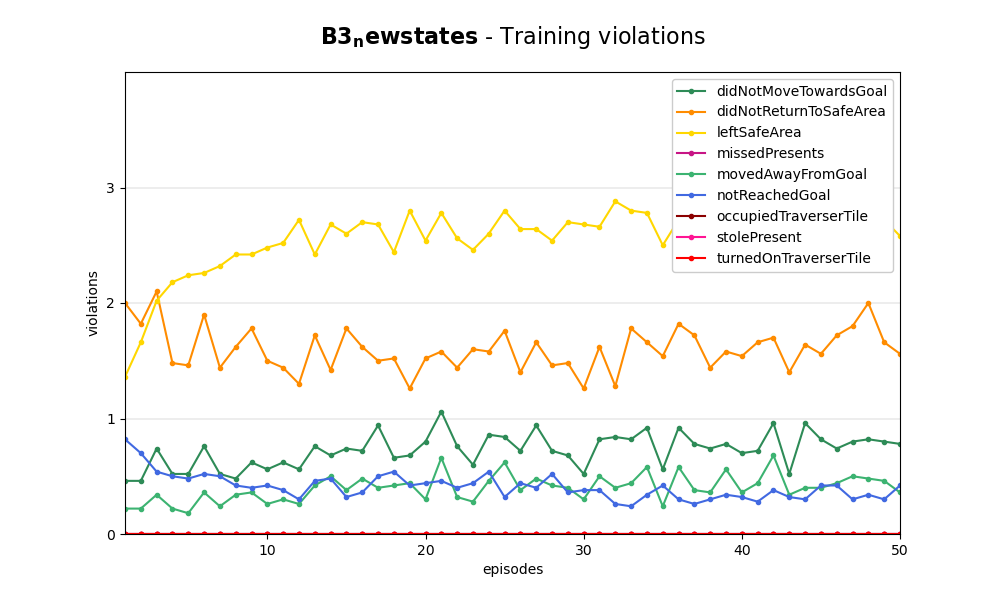 B3ₙewstates - Training violations
didNotMoveTowardsGoal
didNotReturnToSafeArea
leftSafeArea
missedPresents
movedAwayFromGoal
notReachedGoal
occupiedTraverserTile
stolePresent
turnedOnTraverserTile
violations
3
2
1
0
10
20
30
40
50
episodes